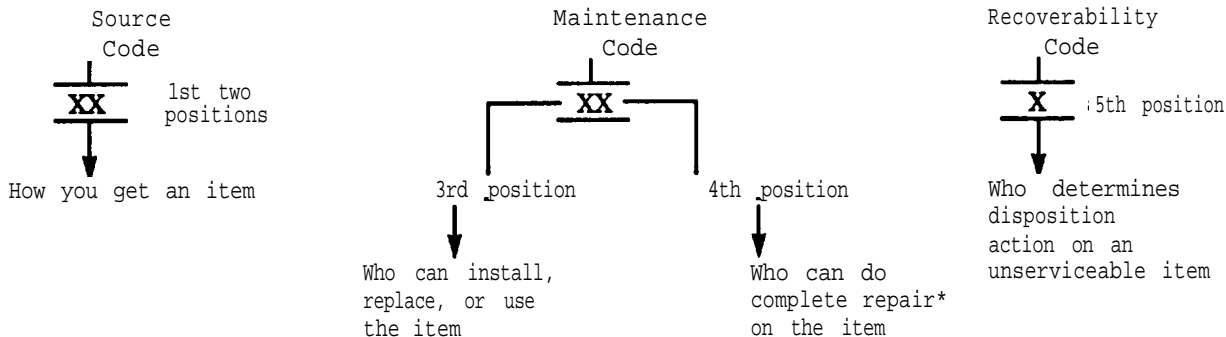 Source
Code
XX
1st two
positions
How you get an item
Maintenance
Code
XX
3rd position
Who can install,
replace, or use
the item
4th position
Who can do
complete repair*
on the item
Recoverability
Code
X
5th position
Who determines
disposition
action on an
unserviceable item